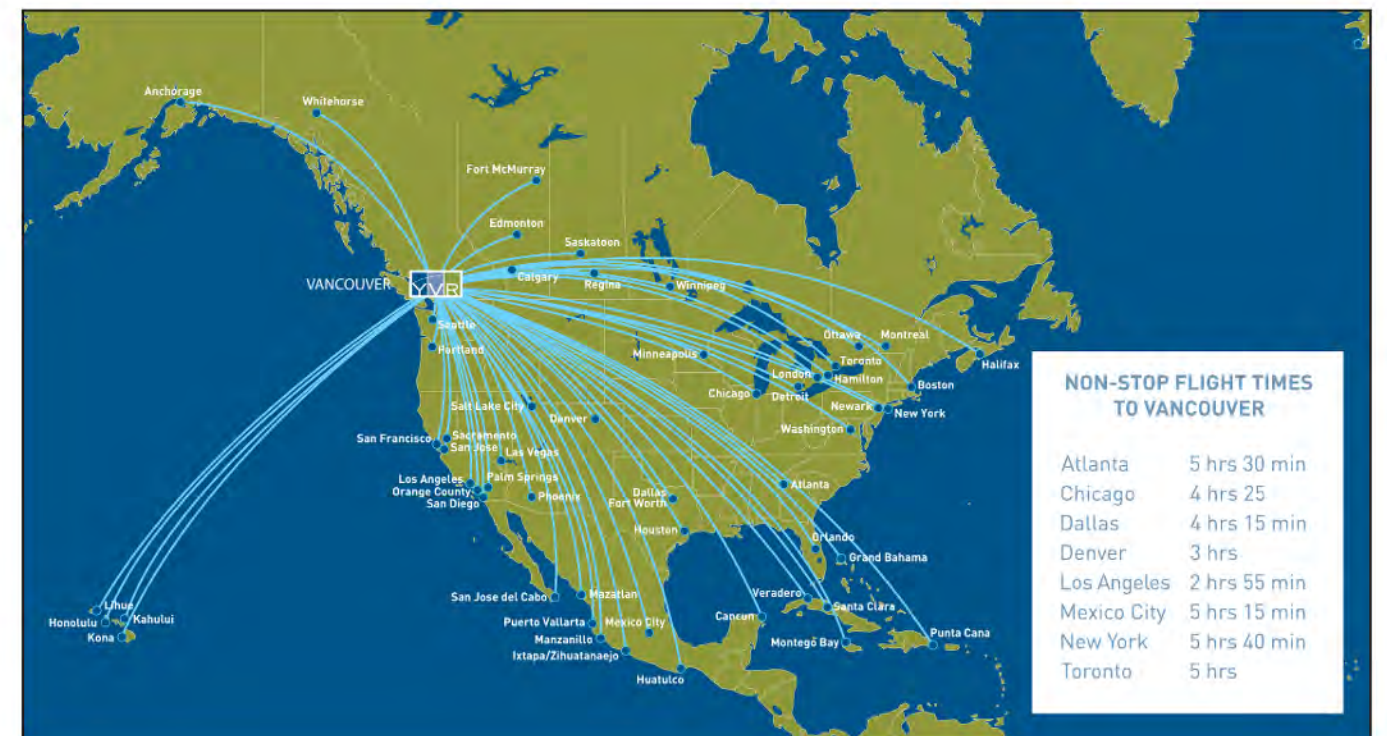 Anchorage
Whitehorse
Fort McMurray
Edmonton
Saskatoon
Calgary
Regina
Winnipeg
VANCOUVER
YVR
Seattle
Portland
Minneapolis
Ottawa
Montreal
Toronto
Halifax
London
Hamilton
Chicago
Detroit
Boston
Newark
New York
Salt Lake City
Denver
Washington
San Francisco
Sacramento
San Jose
Las Vegas
Los Angeles
Palm Springs
Orange County
San Diego
Phoenix
Dallas
Fort Worth
Atlanta
Houston
Orlando
Grand Bahama
San Jose del Cabo
Mazatlan
Veradero
Santa Clara
Lihue
Honolulu
Kahului
Kona
Puerto Vallarta
Mexico City
Cancun
Manzanillo
Montego Bay
Punta Cana
Ixtapa/Zihuatanaejo
Huatulco
NON-STOP FLIGHT TIMES
TO VANCOUVER
Atlanta 5 hrs 30 min
Chicago 4 hrs 25
Dallas 4 hrs 15 min
Denver 3 hrs
Los Angeles 2 hrs 55 min
Mexico City 5 hrs 15 min
New York 5 hrs 40 min
Toronto 5 hrs